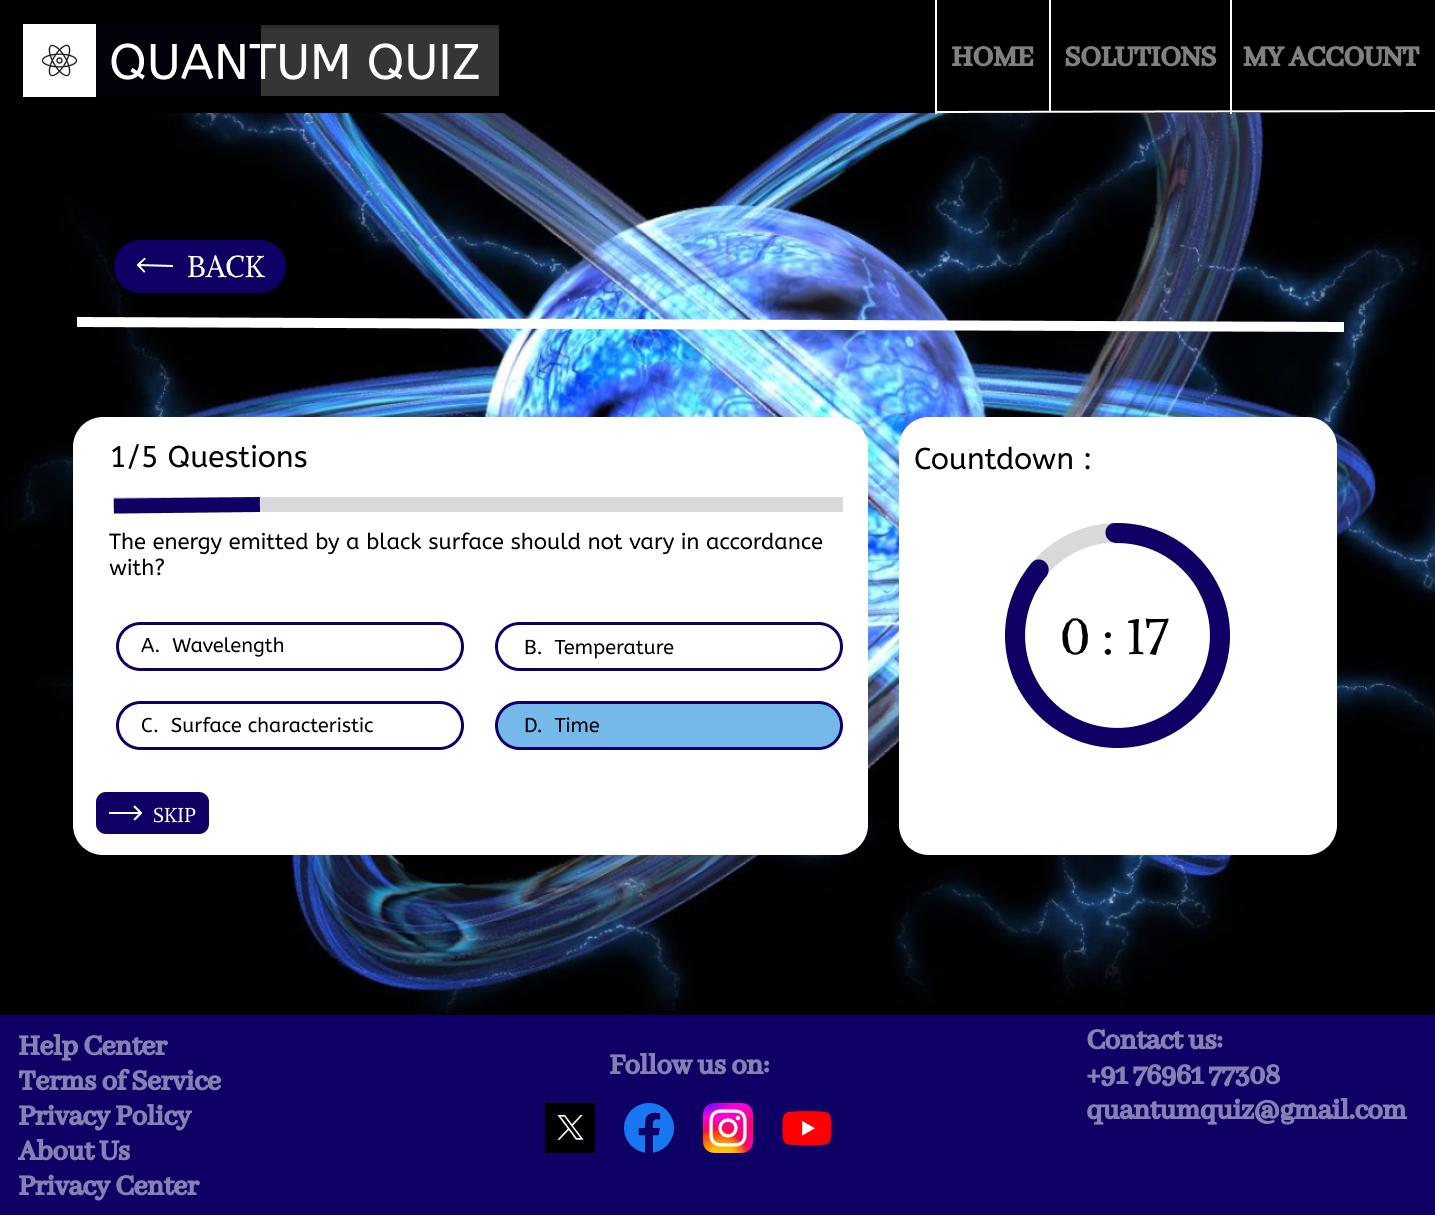 QUANTUM QUIZ
HOME
SOLUTIONS
MY ACCOUNT
BACK
1/5 Questions
The energy emitted by a black surface should not vary in accordance
with?
A. Wavelength
B. Temperature
C. Surface characteristic
D. Time
SKIP
Countdown :
0 : 17
Help Center
Terms of Service
Privacy Policy
About Us
Privacy Center
Follow us on:
Contact us:
+91 76961 77308
quantumquiz@gmail.com